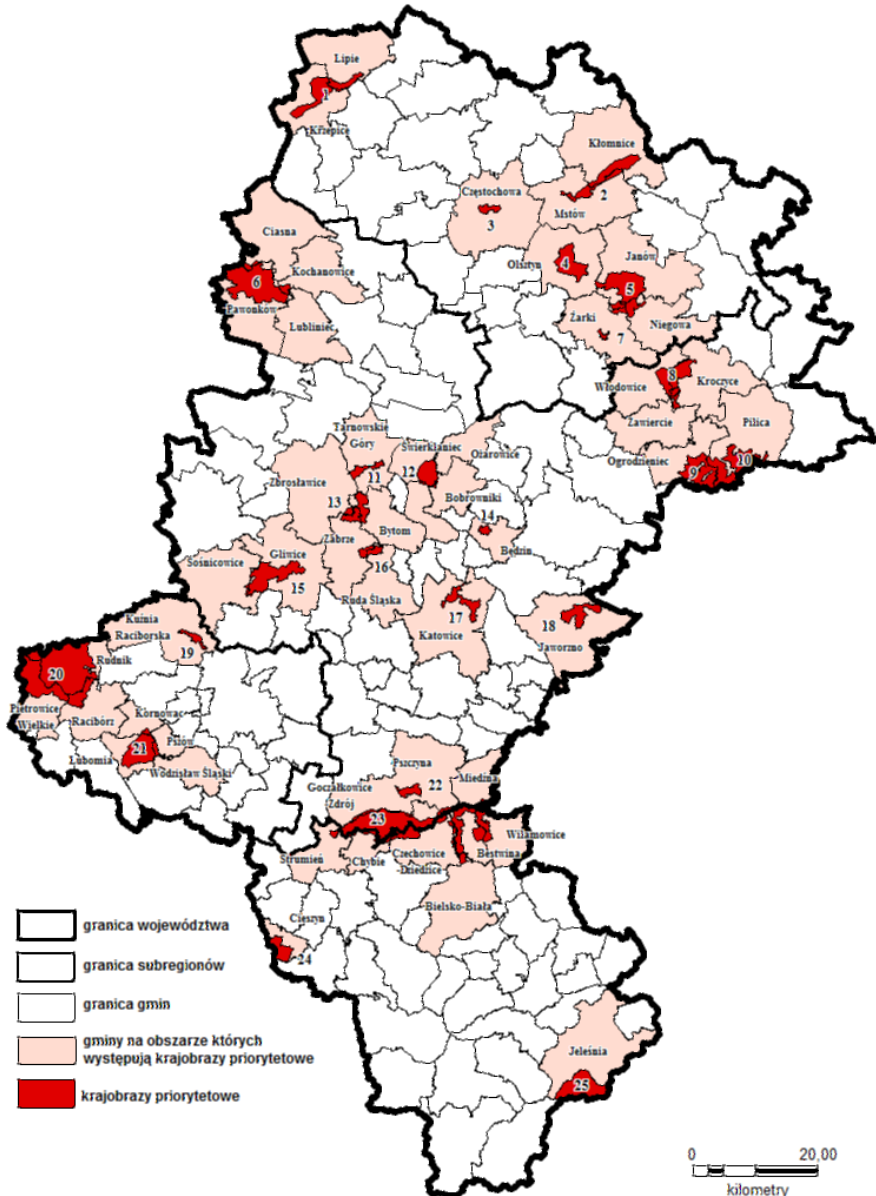 Lipie
1
Krzepice
Kłomnice
Częstochowa
2
Mstów
3
Ciasna
Olsztyn
4
Janów
Kochanowice
6
5
Pawonków
Lubliniec
Żarki
Niegowa
7
8
Włodowice
Kroczyce
Zawiercie
Pilica
Tarnowskie
Góry
Świerklaniec
Ożarowice
Ogrodzieniec
9
10
11
12
Zbrosławice
Bobrowniki
13
14
Bytom
Zabrze
Będzin
Sośnicowice
Gliwice
16
15
Ruda Śląska
17
18
Katowice
Jaworzno
Kuźnia
Raciborska
19
Rudnik
20
Pietrowice
Wielkie
Racibórz
Kornowac
21
Pszów
Lubomia
Wodzisław Śląski
Pszczyna
Miedźna
Goczałkowice
Zdrój
22
23
Wilamowice
Strumień
Chybie
Czechowice
Dziedzice
Bestwina
Bielsko-Biała
Cieszyn
24
Jeleśnia
25
granica województwa
granica subregionów
granica gmin
gminy na obszarze których
występują krajobrazy priorytetowe
krajobrazy priorytetowe
0 20,00
kilometry